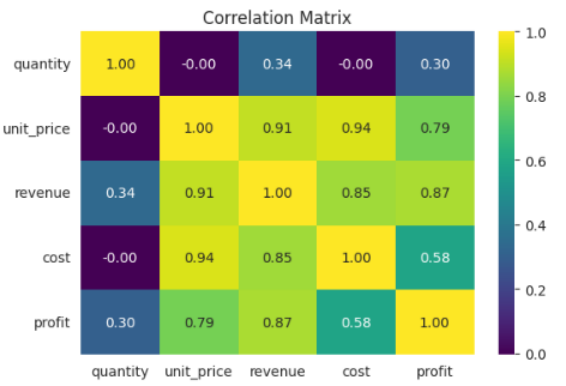 Correlation Matrix
quantity 1.00 -0.00 0.34 -0.00 0.30
unit_price -0.00 1.00 0.91 0.94 0.79
revenue 0.34 0.91 1.00 0.85 0.87
cost -0.00 0.94 0.85 1.00 0.58
profit 0.30 0.79 0.87 0.58 1.00
quantity unit_price revenue cost profit
1.0
0.8
0.6
0.4
0.2
0.0